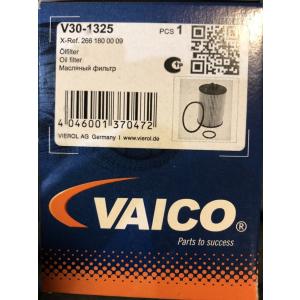 V30-1325
PCS 1
X-Ref. 266 180 00 09
Ölfilter
Oil filter
Масляный фильтр
4 046001 370472
VIEROL AG Germany I www.vierol.de
VAICO®
Parts to success